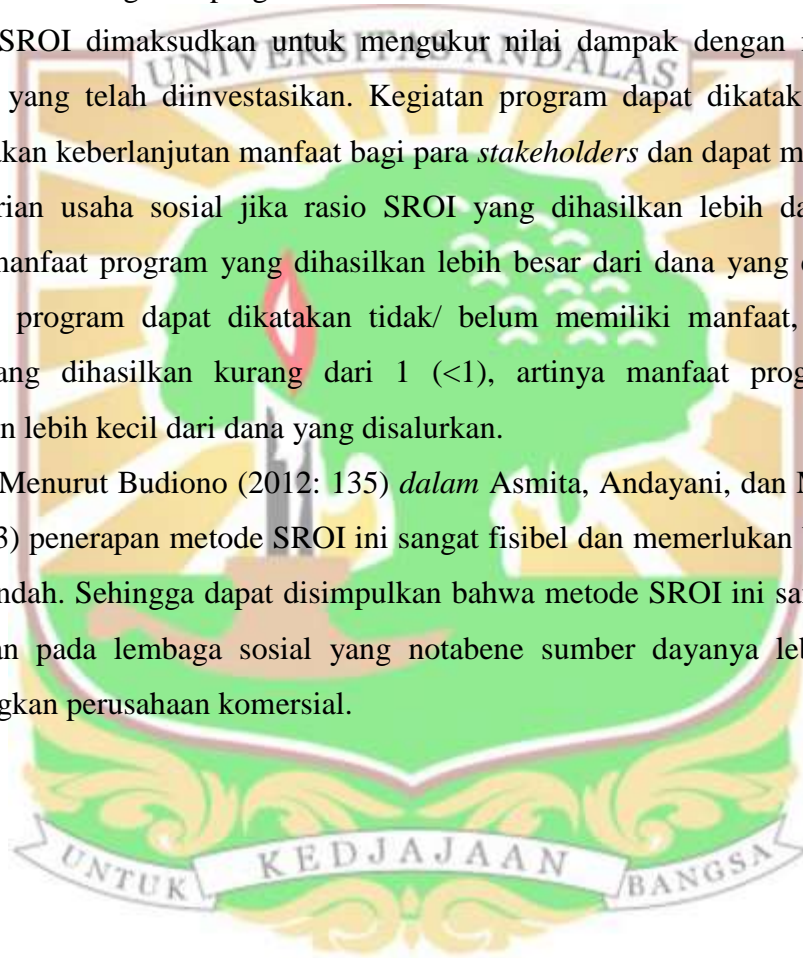 SROI dimaksudkan untuk mengukur nilai dampak dengan
UNIVERSITAS ANDALAS
yang telah diinvestasikan. Kegiatan program dapat dikatak
akan keberlanjutan manfaat bagi para stakeholders dan dapat m
rian usaha sosial jika rasio SROI yang dihasilkan lebih da
manfaat program yang dihasilkan lebih besar dari dana yang
program dapat dikatakan tidak/ belum memiliki manfaat,
ang dihasilkan kurang dari 1 (<1), artinya manfaat prog
n lebih kecil dari dana yang disalurkan.
Menurut Budiono (2012: 135) dalam Asmita, Andayani, dan M
3) penerapan metode SROI ini sangat fisibel dan memerlukan
ndah. Sehingga dapat disimpulkan bahwa metode SROI ini sa
an pada lembaga sosial yang notabene sumber dayanya leb
gkan perusahaan komersial.
UNTUK KEDJAJAAN BANGSA